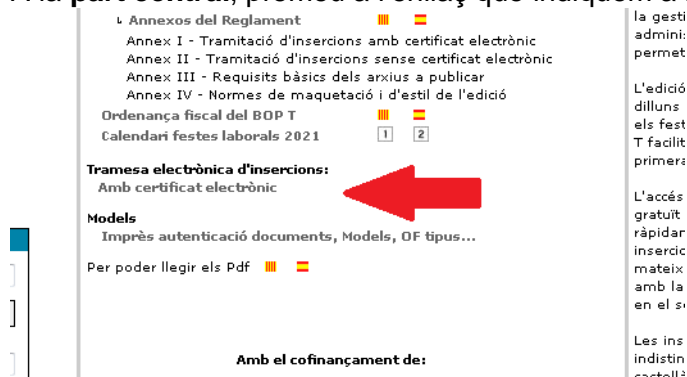 part central
↳ Annexos del Reglament
Annex I - Tramitació d'insercions amb certificat electrònic
Annex II - Tramitació d'insercions sense certificat electrònic
Annex III - Requisits bàsics dels arxius a publicar
Annex IV - Normes de maquetació i d'estil de l'edició
Ordenança fiscal del BOP T
Calendari festes laborals 2021 1 2
Tramesa electrònica d'insercions:
Amb certificat electrònic
Models
Imprès autenticació documents, Models, OF tipus...
Per poder llegir els Pdf
Amb el cofinançament de:
la gesti
adminis
permet
L'edició
dilluns
els fest
T facilit
primera
L'accés
gratuït
ràpidan
insercio
mateix
amb la
en el s
Les ins
indistin